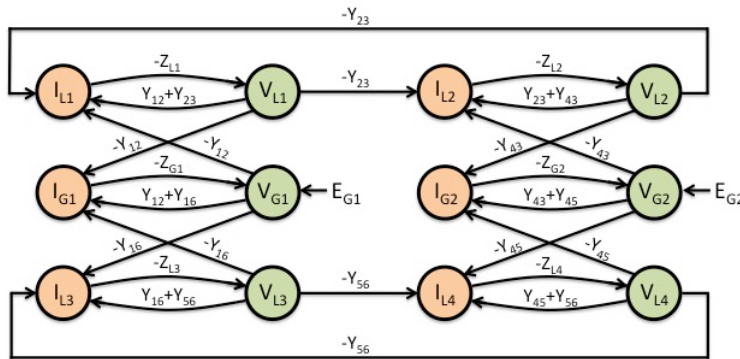 -Y23
IL1 -ZL1 VL1 -Y23 IL2 -ZL2 VL2
Y12+Y23 Y23+Y43
-Y12 -Y12 -Y43 -Y43
IG1 -ZG1 VG1 EG1 IG2 -ZG2 VG2 EG2
Y12+Y16 Y43+Y45
-Y16 -Y16 -Y45 -Y45
IL3 -ZL3 VL3 -Y56 IL4 -ZL4 VL4
Y16+Y56 Y45+Y56
-Y56